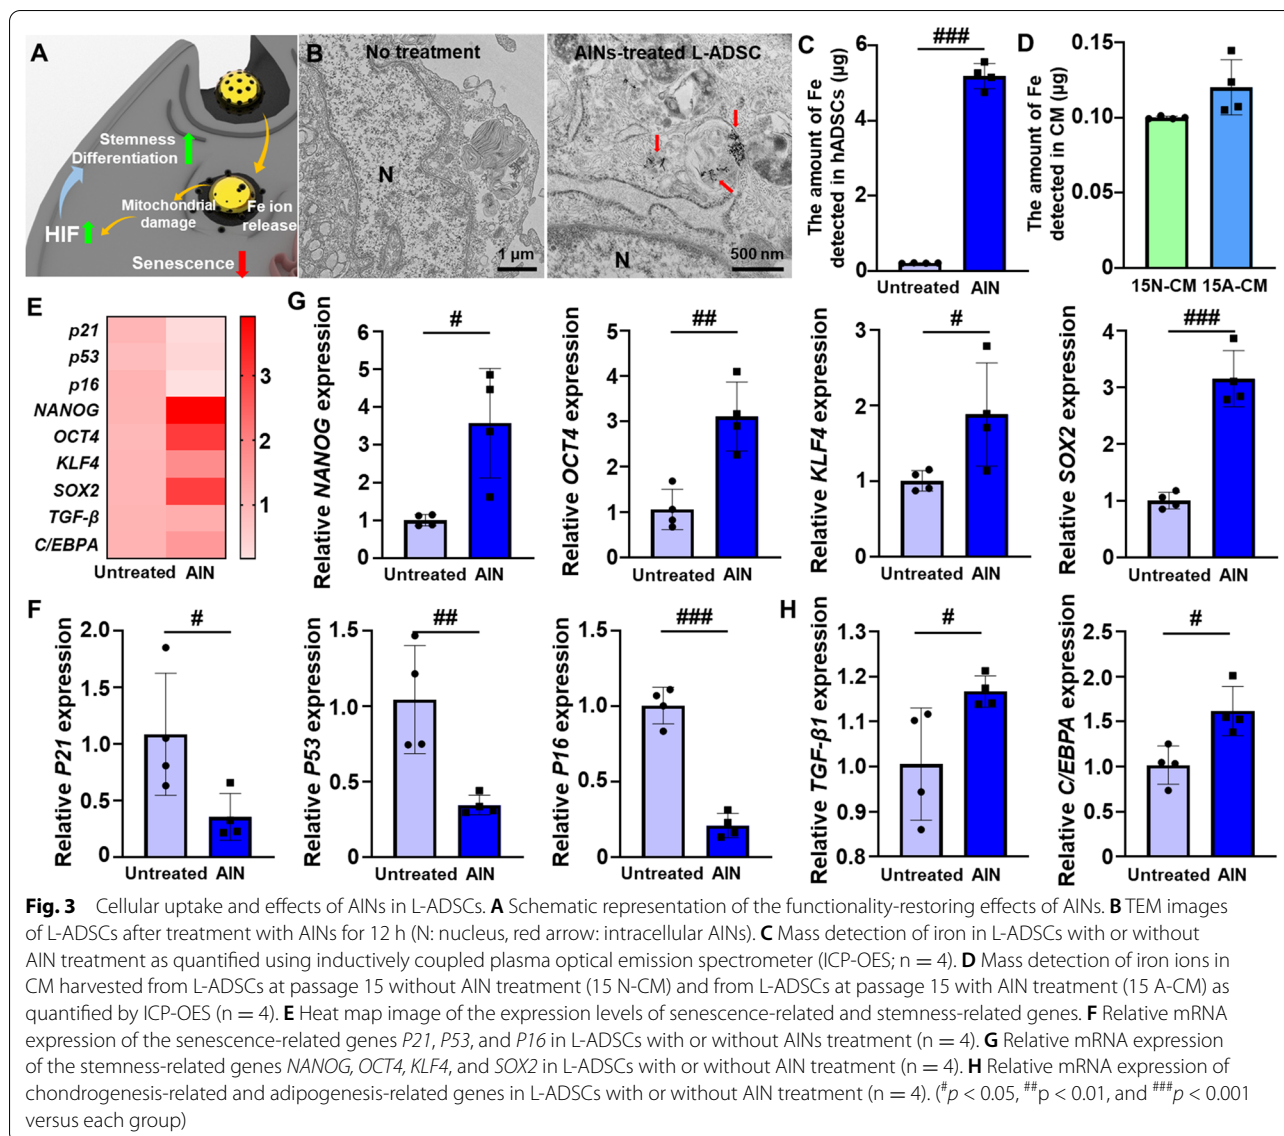 A
Stemness
Differentiation
Mitochondrial
damage
Fe ion
release
HIF
Senescence
B
No treatment
N
1 µm
AINs-treated L-ADSC
N
500 nm
C
The amount of Fe
detected in hADSCs (µg)
###
6
4
2
0
Untreated AIN
D
The amount of Fe
detected in CM (µg)
0.15
0.10
0.05
0
15N-CM 15A-CM
E
p21
p53
p16
NANOG
OCT4
KLF4
SOX2
TGF-β
C/EBPA
Untreated AIN
3
2
1
G
Relative NANOG expression
#
6
5
4
3
2
1
0
Untreated AIN
Relative OCT4 expression
##
5
4
3
2
1
0
Untreated AIN
Relative KLF4 expression
#
3
2
1
0
Untreated AIN
Relative SOX2 expression
###
4
3
2
1
0
Untreated AIN
F
Relative P21 expression
#
2.0
1.5
1.0
0.5
0
Untreated AIN
Relative P53 expression
##
1.5
1.0
0.5
0
Untreated AIN
Relative P16 expression
###
1.5
1.0
0.5
0
Untreated AIN
H
Relative TGF-β1 expression
#
1.3
1.2
1.1
1.0
0.9
0.8
Untreated AIN
Relative C/EBPA expression
#
2.5
2.0
1.5
1.0
0.5
0
Untreated AIN
Fig. 3 Cellular uptake and effects of AINs in L-ADSCs. A Schematic representation of the functionality-restoring effects of AINs. B TEM images
of L-ADSCs after treatment with AINs for 12 h (N: nucleus, red arrow: intracellular AINs). C Mass detection of iron in L-ADSCs with or without
AIN treatment as quantified using inductively coupled plasma optical emission spectrometer (ICP-OES; n = 4). D Mass detection of iron ions in
CM harvested from L-ADSCs at passage 15 without AIN treatment (15 N-CM) and from L-ADSCs at passage 15 with AIN treatment (15 A-CM) as
quantified by ICP-OES (n = 4). E Heat map image of the expression levels of senescence-related and stemness-related genes. F Relative mRNA
expression of the senescence-related genes P21, P53, and P16 in L-ADSCs with or without AINs treatment (n = 4). G Relative mRNA expression
of the stemness-related genes NANOG, OCT4, KLF4, and SOX2 in L-ADSCs with or without AIN treatment (n = 4). H Relative mRNA expression of
chondrogenesis-related and adipogenesis-related genes in L-ADSCs with or without AIN treatment (n = 4). (#p < 0.05, ##p < 0.01, and ###p < 0.001
versus each group)